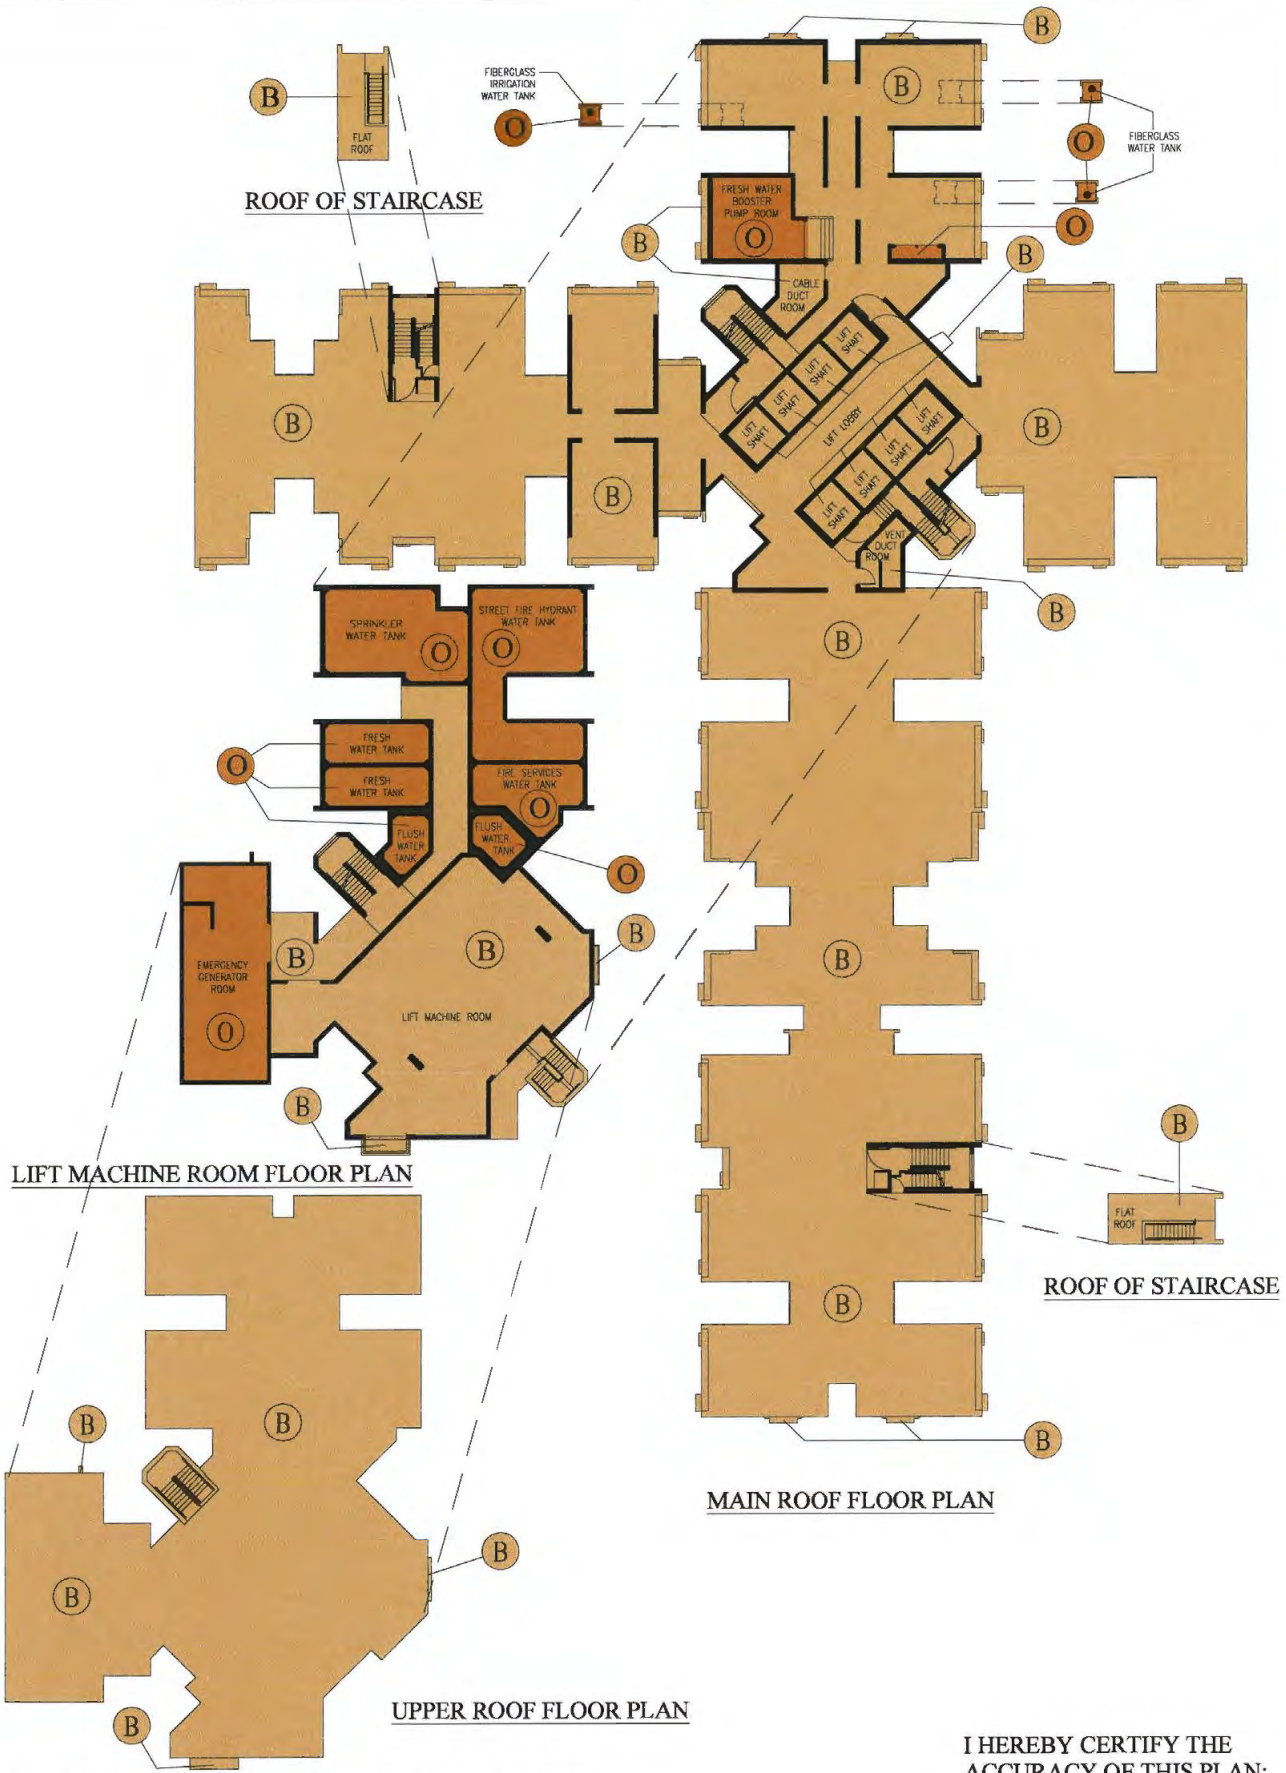 B
B
FLAT
ROOF
ROOF OF STAIRCASE
FIBERGLASS
IRRIGATION
WATER TANK
O
B
O
FIBERGLASS
WATER TANK
FRESH WATER
BOOSTER
PUMP ROOM
O
O
B
B
CABLE
DUCT
ROOM
LIFT
SHAFT
LIFT
SHAFT
LIFT
SHAFT
LIFT
SHAFT
LIFT LOBBY
LIFT
SHAFT
LIFT
SHAFT
LIFT
SHAFT
LIFT
SHAFT
B
B
B
VENT
DUCT
ROOM
B
B
SPRINKLER
WATER TANK
O
STREET FIRE HYDRANT
WATER TANK
O
FRESH
WATER TANK
O
FRESH
WATER TANK
FIRE SERVICES
WATER TANK
O
FLUSH
WATER
TANK
FLUSH
WATER
TANK
O
B
B
B
B
EMERGENCY
GENERATOR
ROOM
O
LIFT MACHINE ROOM
B
LIFT MACHINE ROOM FLOOR PLAN
B
FLAT
ROOF
ROOF OF STAIRCASE
B
B
B
B
MAIN ROOF FLOOR PLAN
B
B
B
UPPER ROOF FLOOR PLAN
I HEREBY CERTIFY THE
ACCURACY OF THIS PLAN: